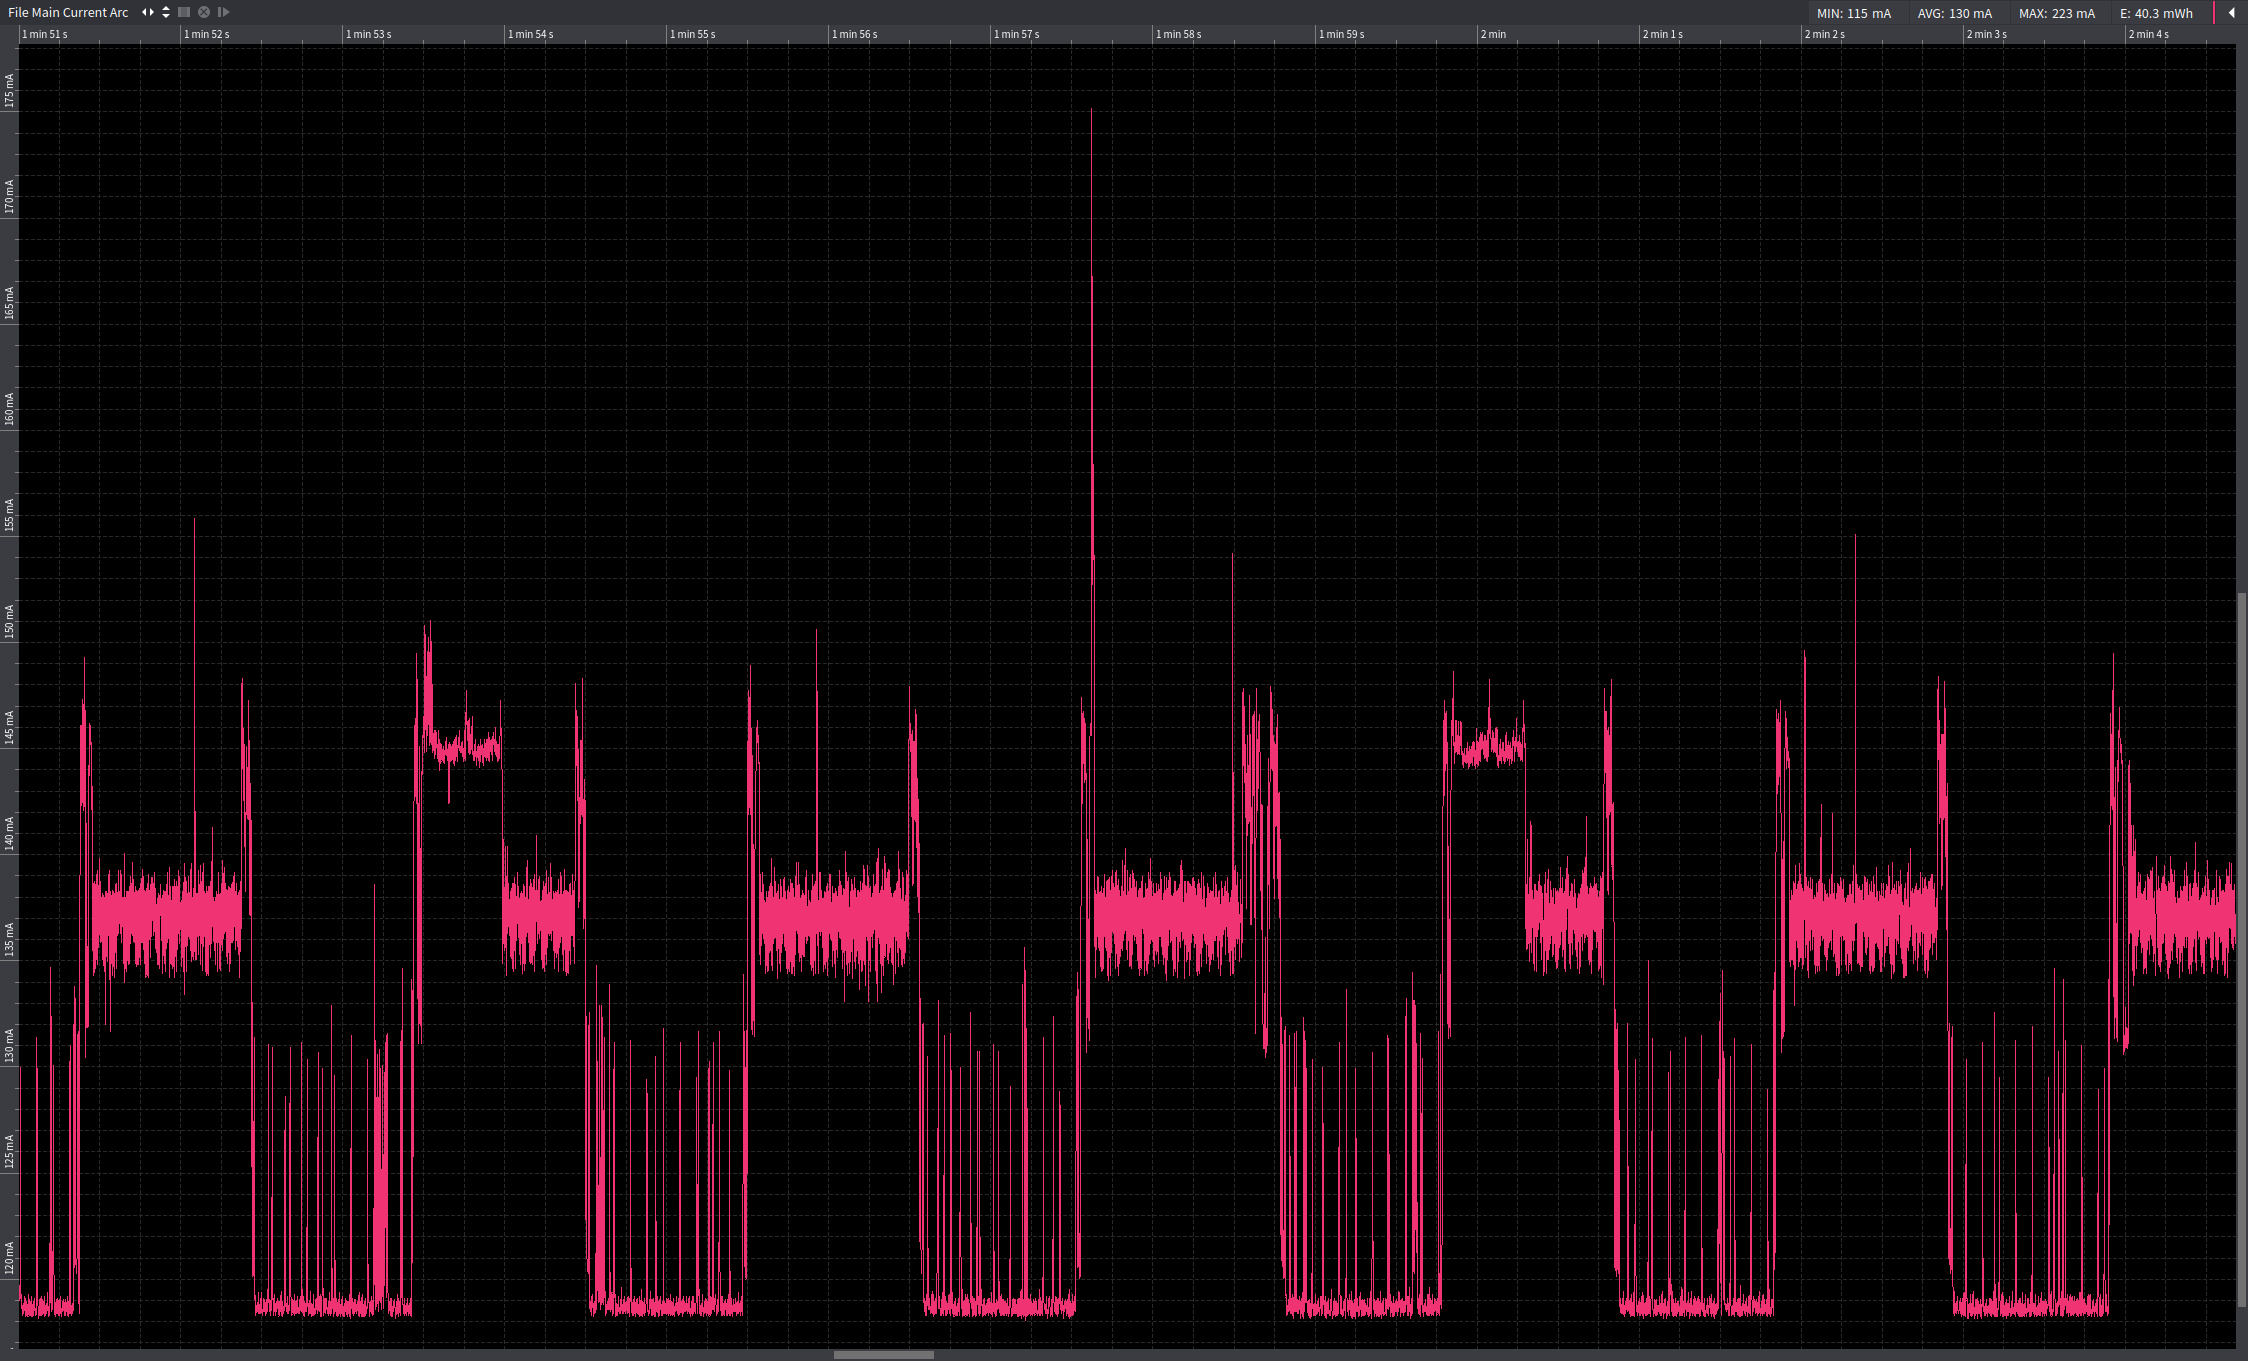 File Main Current Arc
MIN: 115 mA AVG: 130 mA MAX: 223 mA E: 40.3 mWh
1 min 51 s 1 min 52 s 1 min 53 s 1 min 54 s 1 min 55 s 1 min 56 s 1 min 57 s 1 min 58 s 1 min 59 s 2 min 2 min 1 s 2 min 2 s 2 min 3 s 2 min 4 s
175 mA
170 mA
165 mA
160 mA
155 mA
150 mA
145 mA
140 mA
135 mA
130 mA
125 mA
120 mA